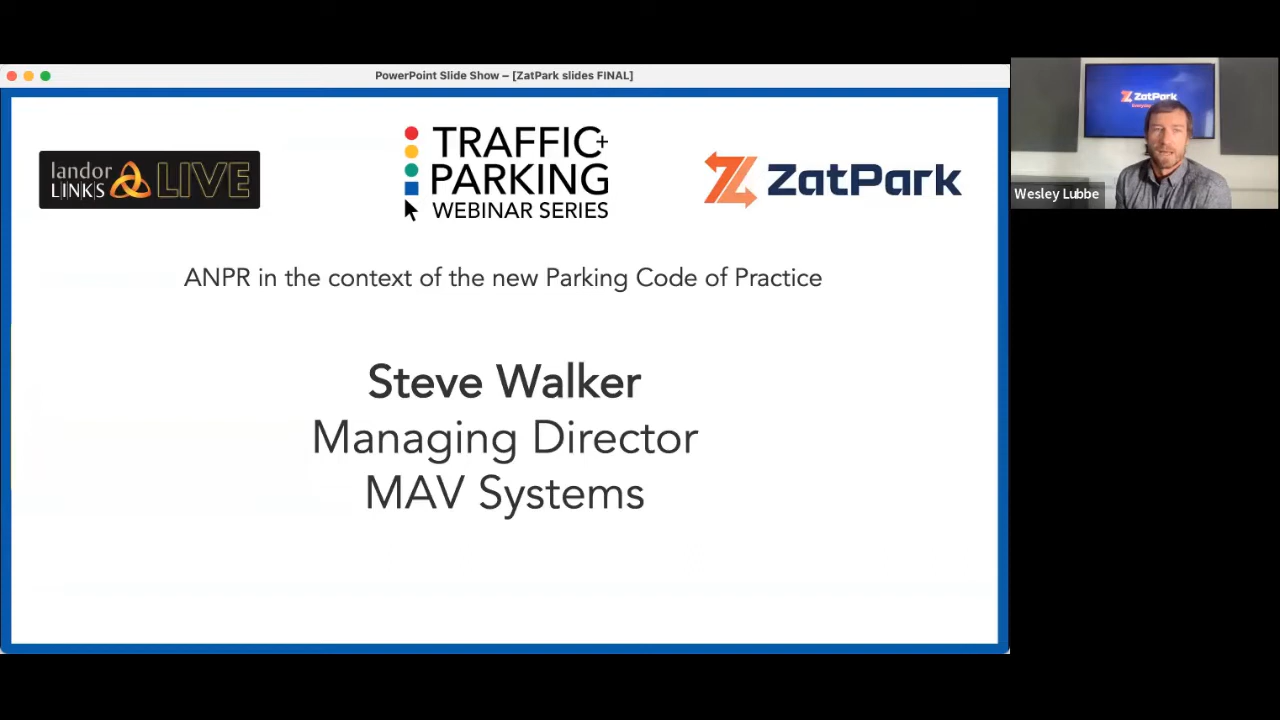 PowerPoint Slide Show – [ZatPark slides FINAL]
landor
LINKS
LIVE
TRAFFIC+
PARKING
WEBINAR SERIES
ZatPark
ANPR in the context of the new Parking Code of Practice
Steve Walker
Managing Director
MAV Systems
ZatPark
Wesley Lubbe